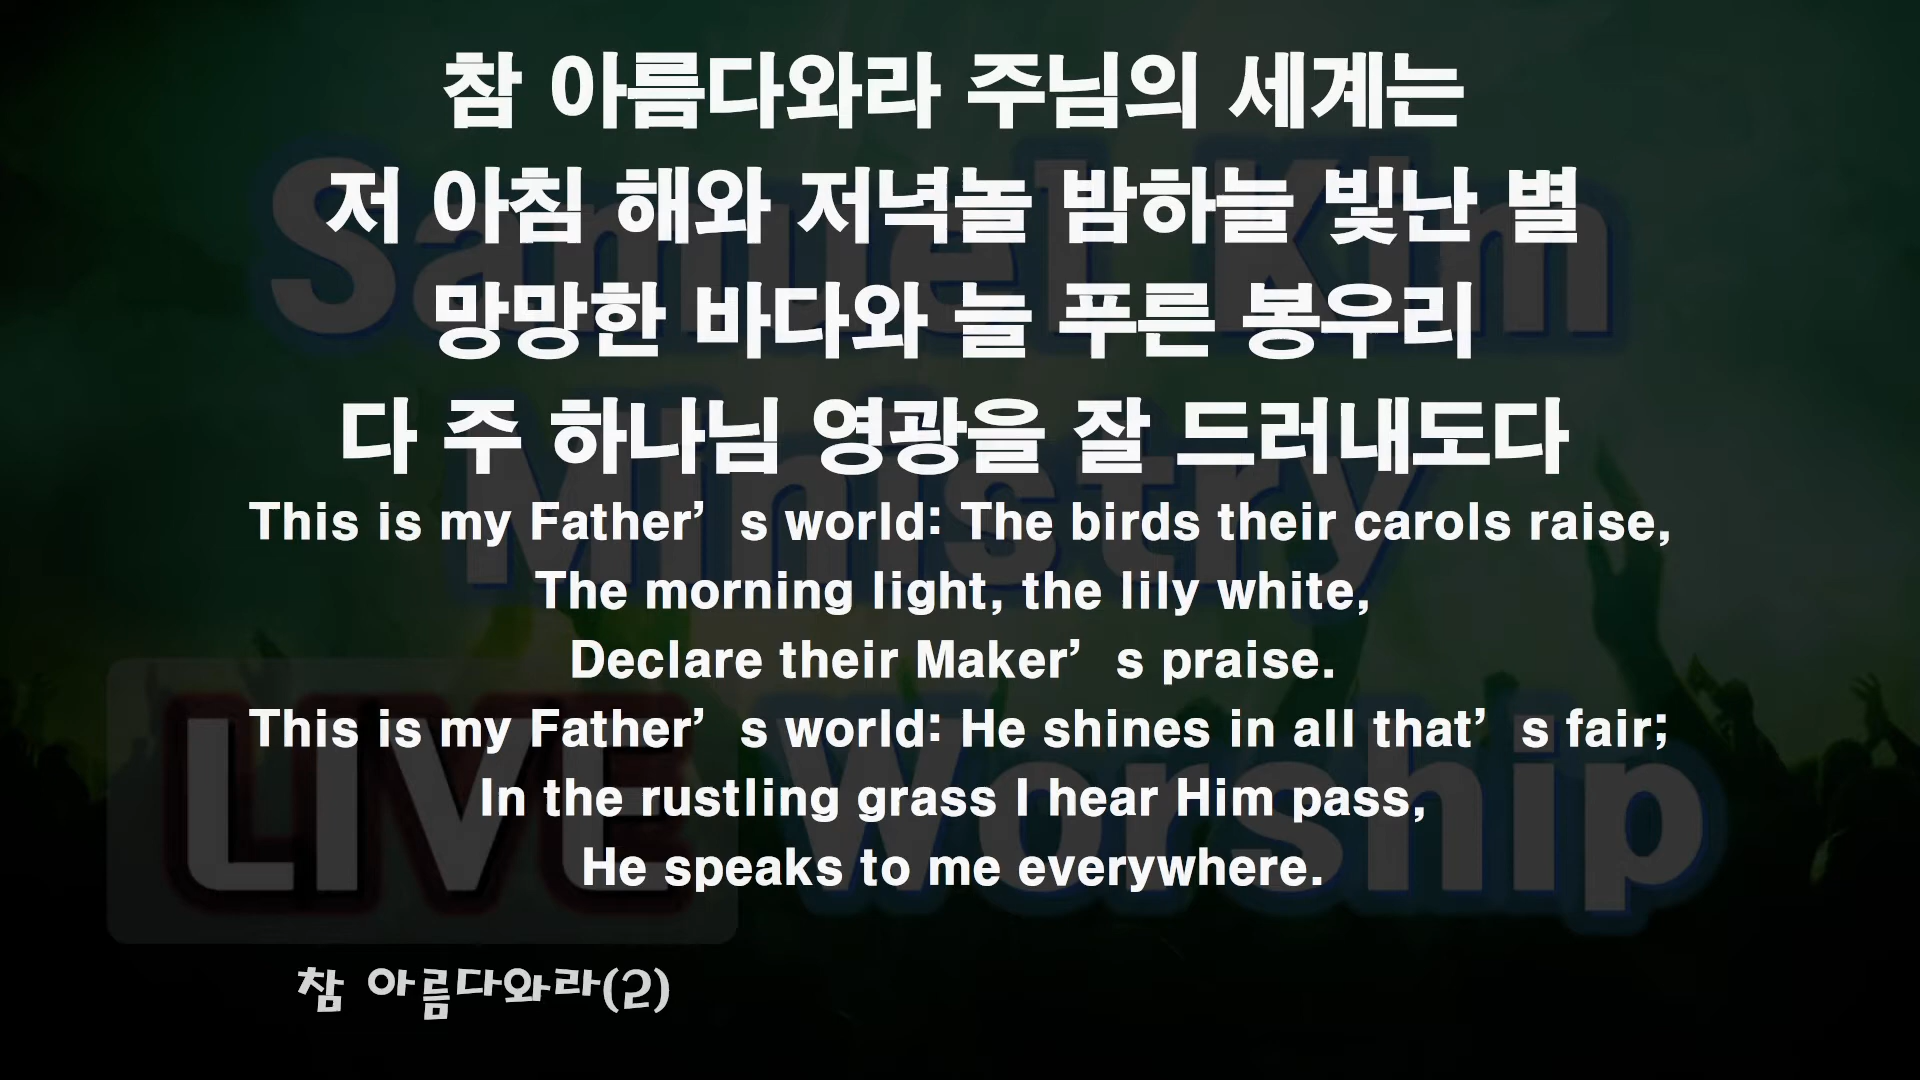 참 아름다와라 주님의 세계는
저 아침 해와 저녁놀 밤하늘 빛난 별
망망한 바다와 늘 푸른 봉우리
다 주 하나님 영광을 잘 드러내도다
This is my Father’s world: The birds their carols raise,
The morning light, the lily white,
Declare their Maker’s praise.
This is my Father’s world: He shines in all that’s fair;
In the rustling grass I hear Him pass,
He speaks to me everywhere.
참 아름다와라(2)
Samuel Kim
Ministry
LIVE Worship